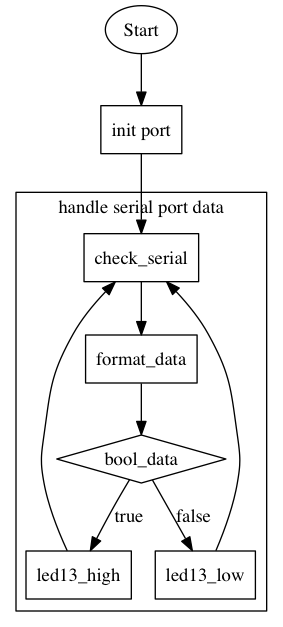 Start
init port
handle serial port data
check_serial
format_data
bool_data
true
false
led13_high
led13_low